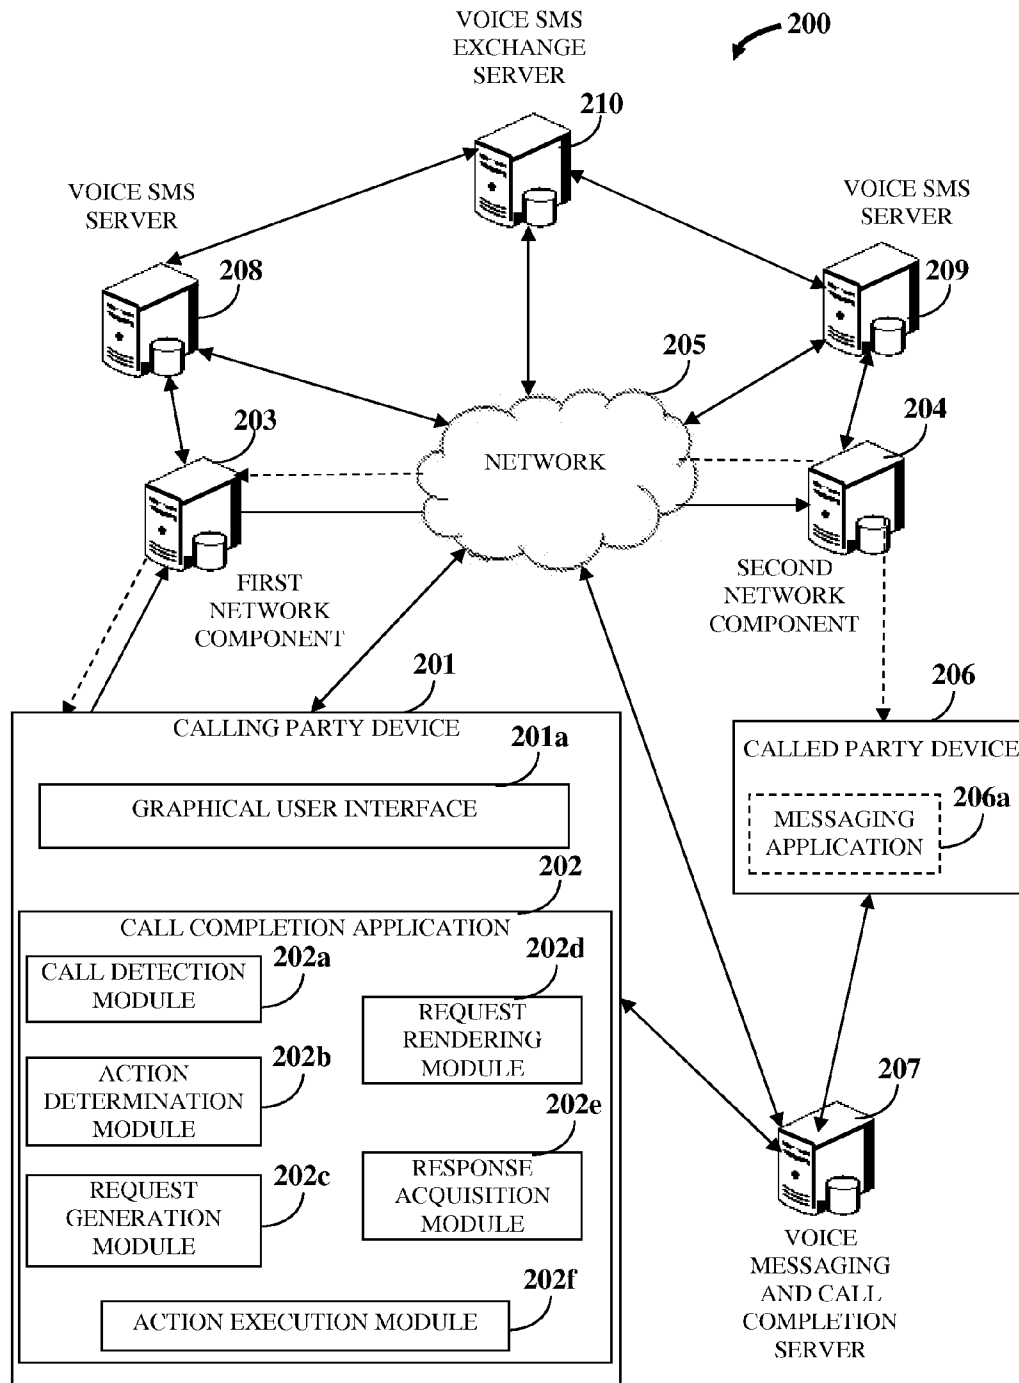 VOICE SMS
EXCHANGE
SERVER
200
210
VOICE SMS
SERVER
VOICE SMS
SERVER
208
209
205
203
204
NETWORK
FIRST
NETWORK
COMPONENT
SECOND
NETWORK
COMPONENT
201
206
CALLING PARTY DEVICE
201a
GRAPHICAL USER INTERFACE
CALLED PARTY DEVICE
206a
MESSAGING
APPLICATION
202
CALL COMPLETION APPLICATION
CALL DETECTION
MODULE
202a
202d
REQUEST
RENDERING
MODULE
ACTION
DETERMINATION
MODULE
202b
202e
RESPONSE
ACQUISITION
MODULE
REQUEST
GENERATION
MODULE
202c
202f
ACTION EXECUTION MODULE
207
VOICE
MESSAGING
AND CALL
COMPLETION
SERVER